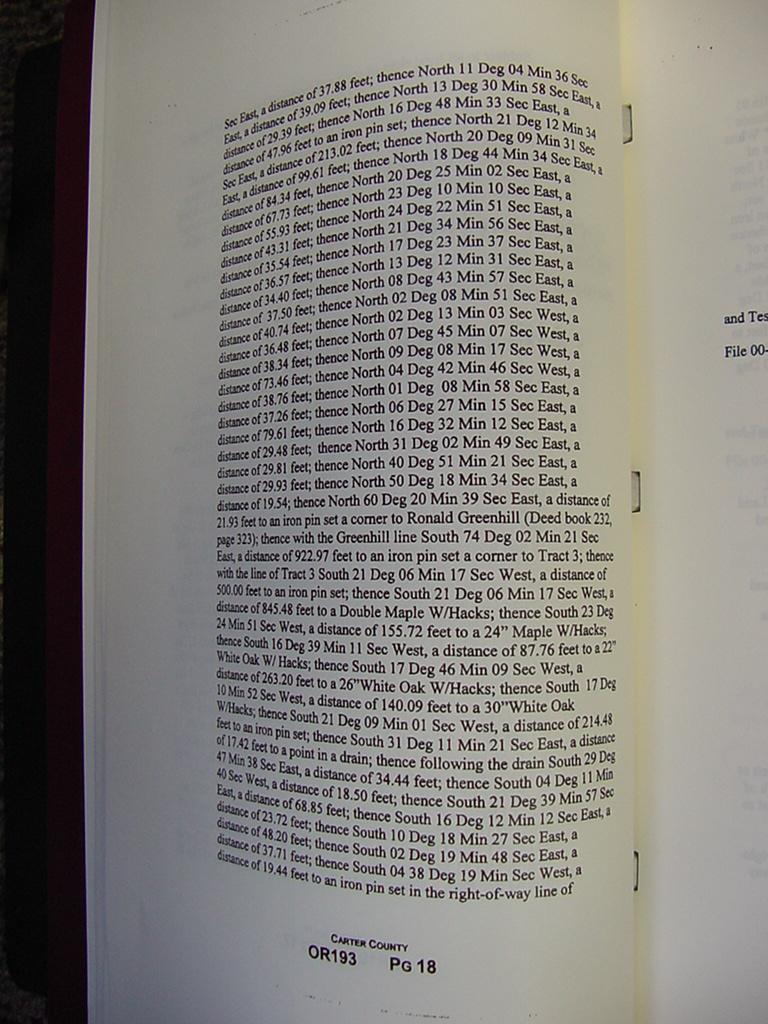 Sec East, a distance of 37.88 feet; thence North 11 Deg 04 Min 36 Sec
East, a distance of 39.09 feet; thence North 13 Deg 30 Min 58 Sec East, a
distance of 29.39 feet; thence North 16 Deg 48 Min 33 Sec East, a
distance of 47.96 feet to an iron pin set; thence North 21 Deg 12 Min 34
Sec East, a distance of 213.02 feet; thence North 20 Deg 09 Min 31 Sec
East, a distance of 99.61 feet; thence North 18 Deg 44 Min 34 Sec East, a
distance of 84.34 feet, thence North 20 Deg 25 Min 02 Sec East, a
distance of 67.73 feet; thence North 23 Deg 10 Min 10 Sec East, a
distance of 55.93 feet; thence North 24 Deg 22 Min 51 Sec East, a
distance of 43.31 feet; thence North 21 Deg 34 Min 56 Sec East, a
distance of 35.54 feet; thence North 17 Deg 23 Min 37 Sec East, a
distance of 36.57 feet; thence North 13 Deg 12 Min 31 Sec East, a
distance of 34.40 feet; thence North 08 Deg 43 Min 57 Sec East, a
distance of 37.50 feet; thence North 02 Deg 08 Min 51 Sec East, a
distance of 40.74 feet; thence North 02 Deg 13 Min 03 Sec West, a
distance of 36.48 feet; thence North 07 Deg 45 Min 07 Sec West, a
distance of 38.34 feet; thence North 09 Deg 08 Min 17 Sec West, a
distance of 73.46 feet; thence North 04 Deg 42 Min 46 Sec West, a
distance of 38.76 feet; thence North 01 Deg 08 Min 58 Sec East, a
distance of 37.26 feet; thence North 06 Deg 27 Min 15 Sec East, a
distance of 79.61 feet; thence North 16 Deg 32 Min 12 Sec East, a
distance of 29.48 feet; thence North 31 Deg 02 Min 49 Sec East, a
distance of 29.81 feet; thence North 40 Deg 51 Min 21 Sec East, a
distance of 29.93 feet; thence North 50 Deg 18 Min 34 Sec East, a
distance of 19.54; thence North 60 Deg 20 Min 39 Sec East, a distance of
21.93 feet to an iron pin set a corner to Ronald Greenhill (Deed book 232,
page 323); thence with the Greenhill line South 74 Deg 02 Min 21 Sec
East, a distance of 922.97 feet to an iron pin set a corner to Tract 3; thence
with the line of Tract 3 South 21 Deg 06 Min 17 Sec West, a distance of
500.00 feet to an iron pin set; thence South 21 Deg 06 Min 17 Sec West, a
distance of 845.48 feet to a Double Maple W/Hacks; thence South 23 Deg
24 Min 51 Sec West, a distance of 155.72 feet to a 24" Maple W/Hacks;
thence South 16 Deg 39 Min 11 Sec West, a distance of 87.76 feet to a 22"
White Oak W/ Hacks; thence South 17 Deg 46 Min 09 Sec West, a
distance of 263.20 feet to a 26"White Oak W/Hacks; thence South 17 Deg
10 Min 52 Sec West, a distance of 140.09 feet to a 30"White Oak
W/Hacks; thence South 21 Deg 09 Min 01 Sec West, a distance of 214.48
feet to an iron pin set; thence South 31 Deg 11 Min 21 Sec East, a distance
of 17.42 feet to a point in a drain; thence following the drain South 29 Deg
47 Min 38 Sec East, a distance of 34.44 feet; thence South 04 Deg 11 Min
40 Sec West, a distance of 18.50 feet; thence South 21 Deg 39 Min 57 Sec
East, a distance of 68.85 feet; thence South 16 Deg 12 Min 12 Sec East, a
distance of 23.72 feet; thence South 10 Deg 18 Min 27 Sec East, a
distance of 48.20 feet; thence South 02 Deg 19 Min 48 Sec East, a
distance of 37.71 feet; thence South 04 38 Deg 19 Min Sec West, a
distance of 19.44 feet to an iron pin set in the right-of-way line of
CARTER COUNTY
OR193 PG 18
and Tes
File 00-